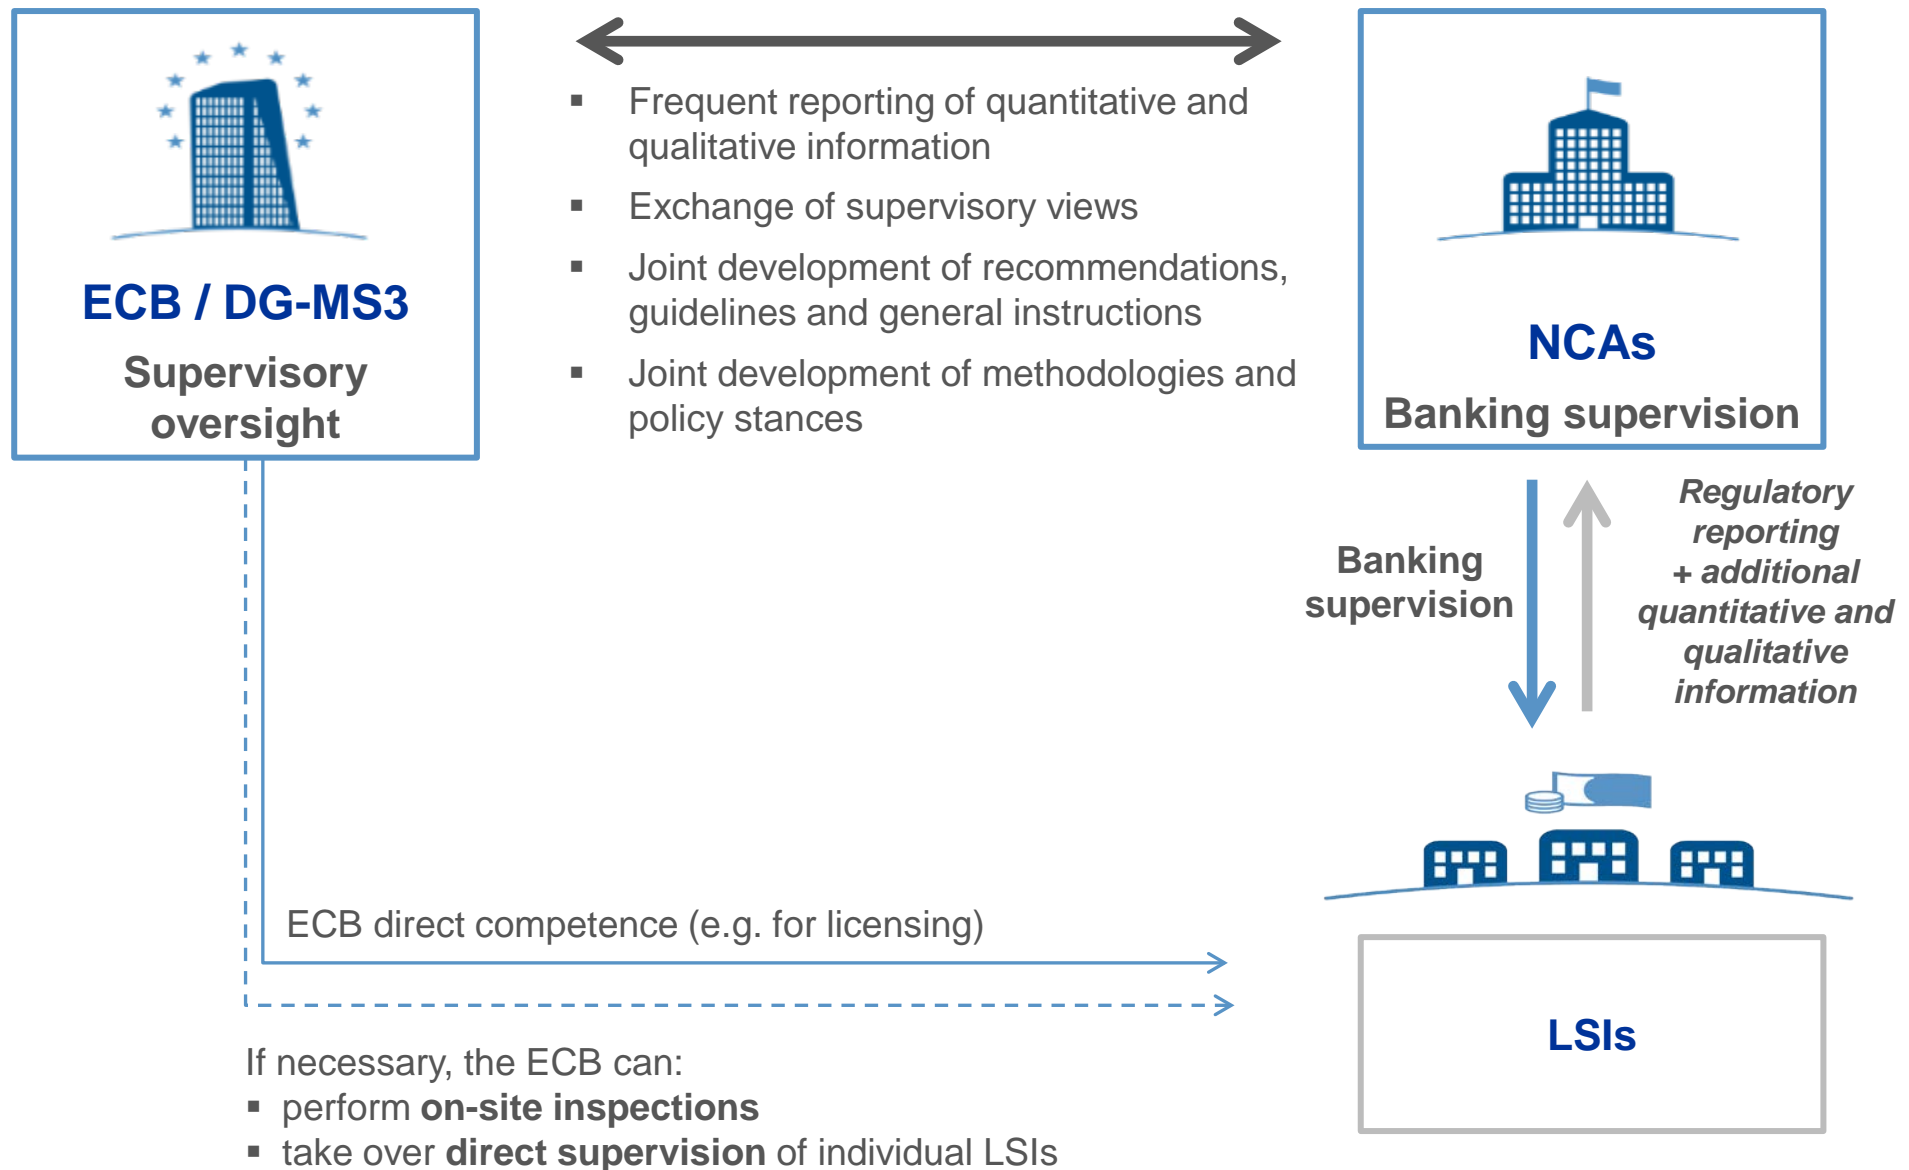 ECB / DG-MS3
Supervisory
oversight
▪ Frequent reporting of quantitative and
qualitative information
▪ Exchange of supervisory views
▪ Joint development of recommendations,
guidelines and general instructions
▪ Joint development of methodologies and
policy stances
NCAs
Banking supervision
Banking
supervision
Regulatory
reporting
+ additional
quantitative and
qualitative
information
ECB direct competence (e.g. for licensing)
If necessary, the ECB can:
▪ perform on-site inspections
▪ take over direct supervision of individual LSIs
LSIs